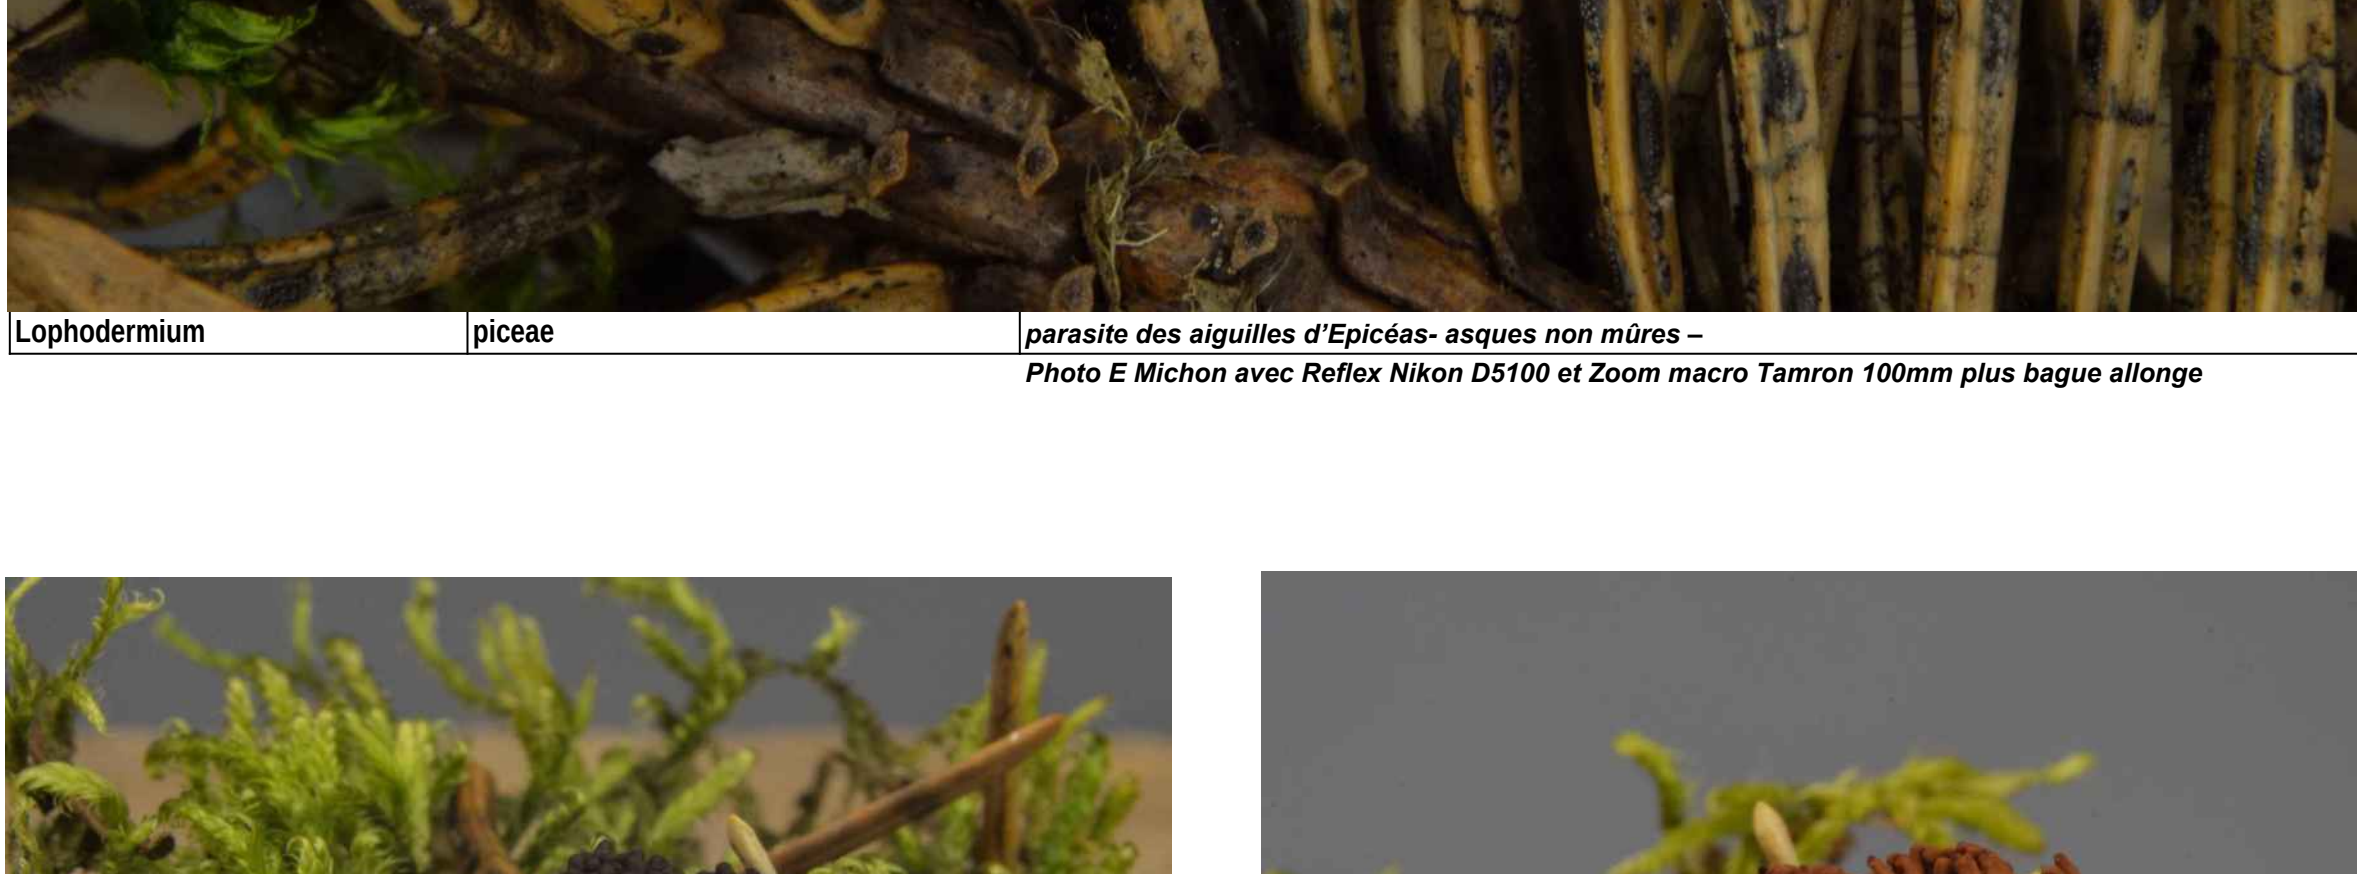 Lophodermium piceae parasite des aiguilles d’Epicéas- asques non mûres –
Photo E Michon avec Reflex Nikon D5100 et Zoom macro Tamron 100mm plus bague allonge